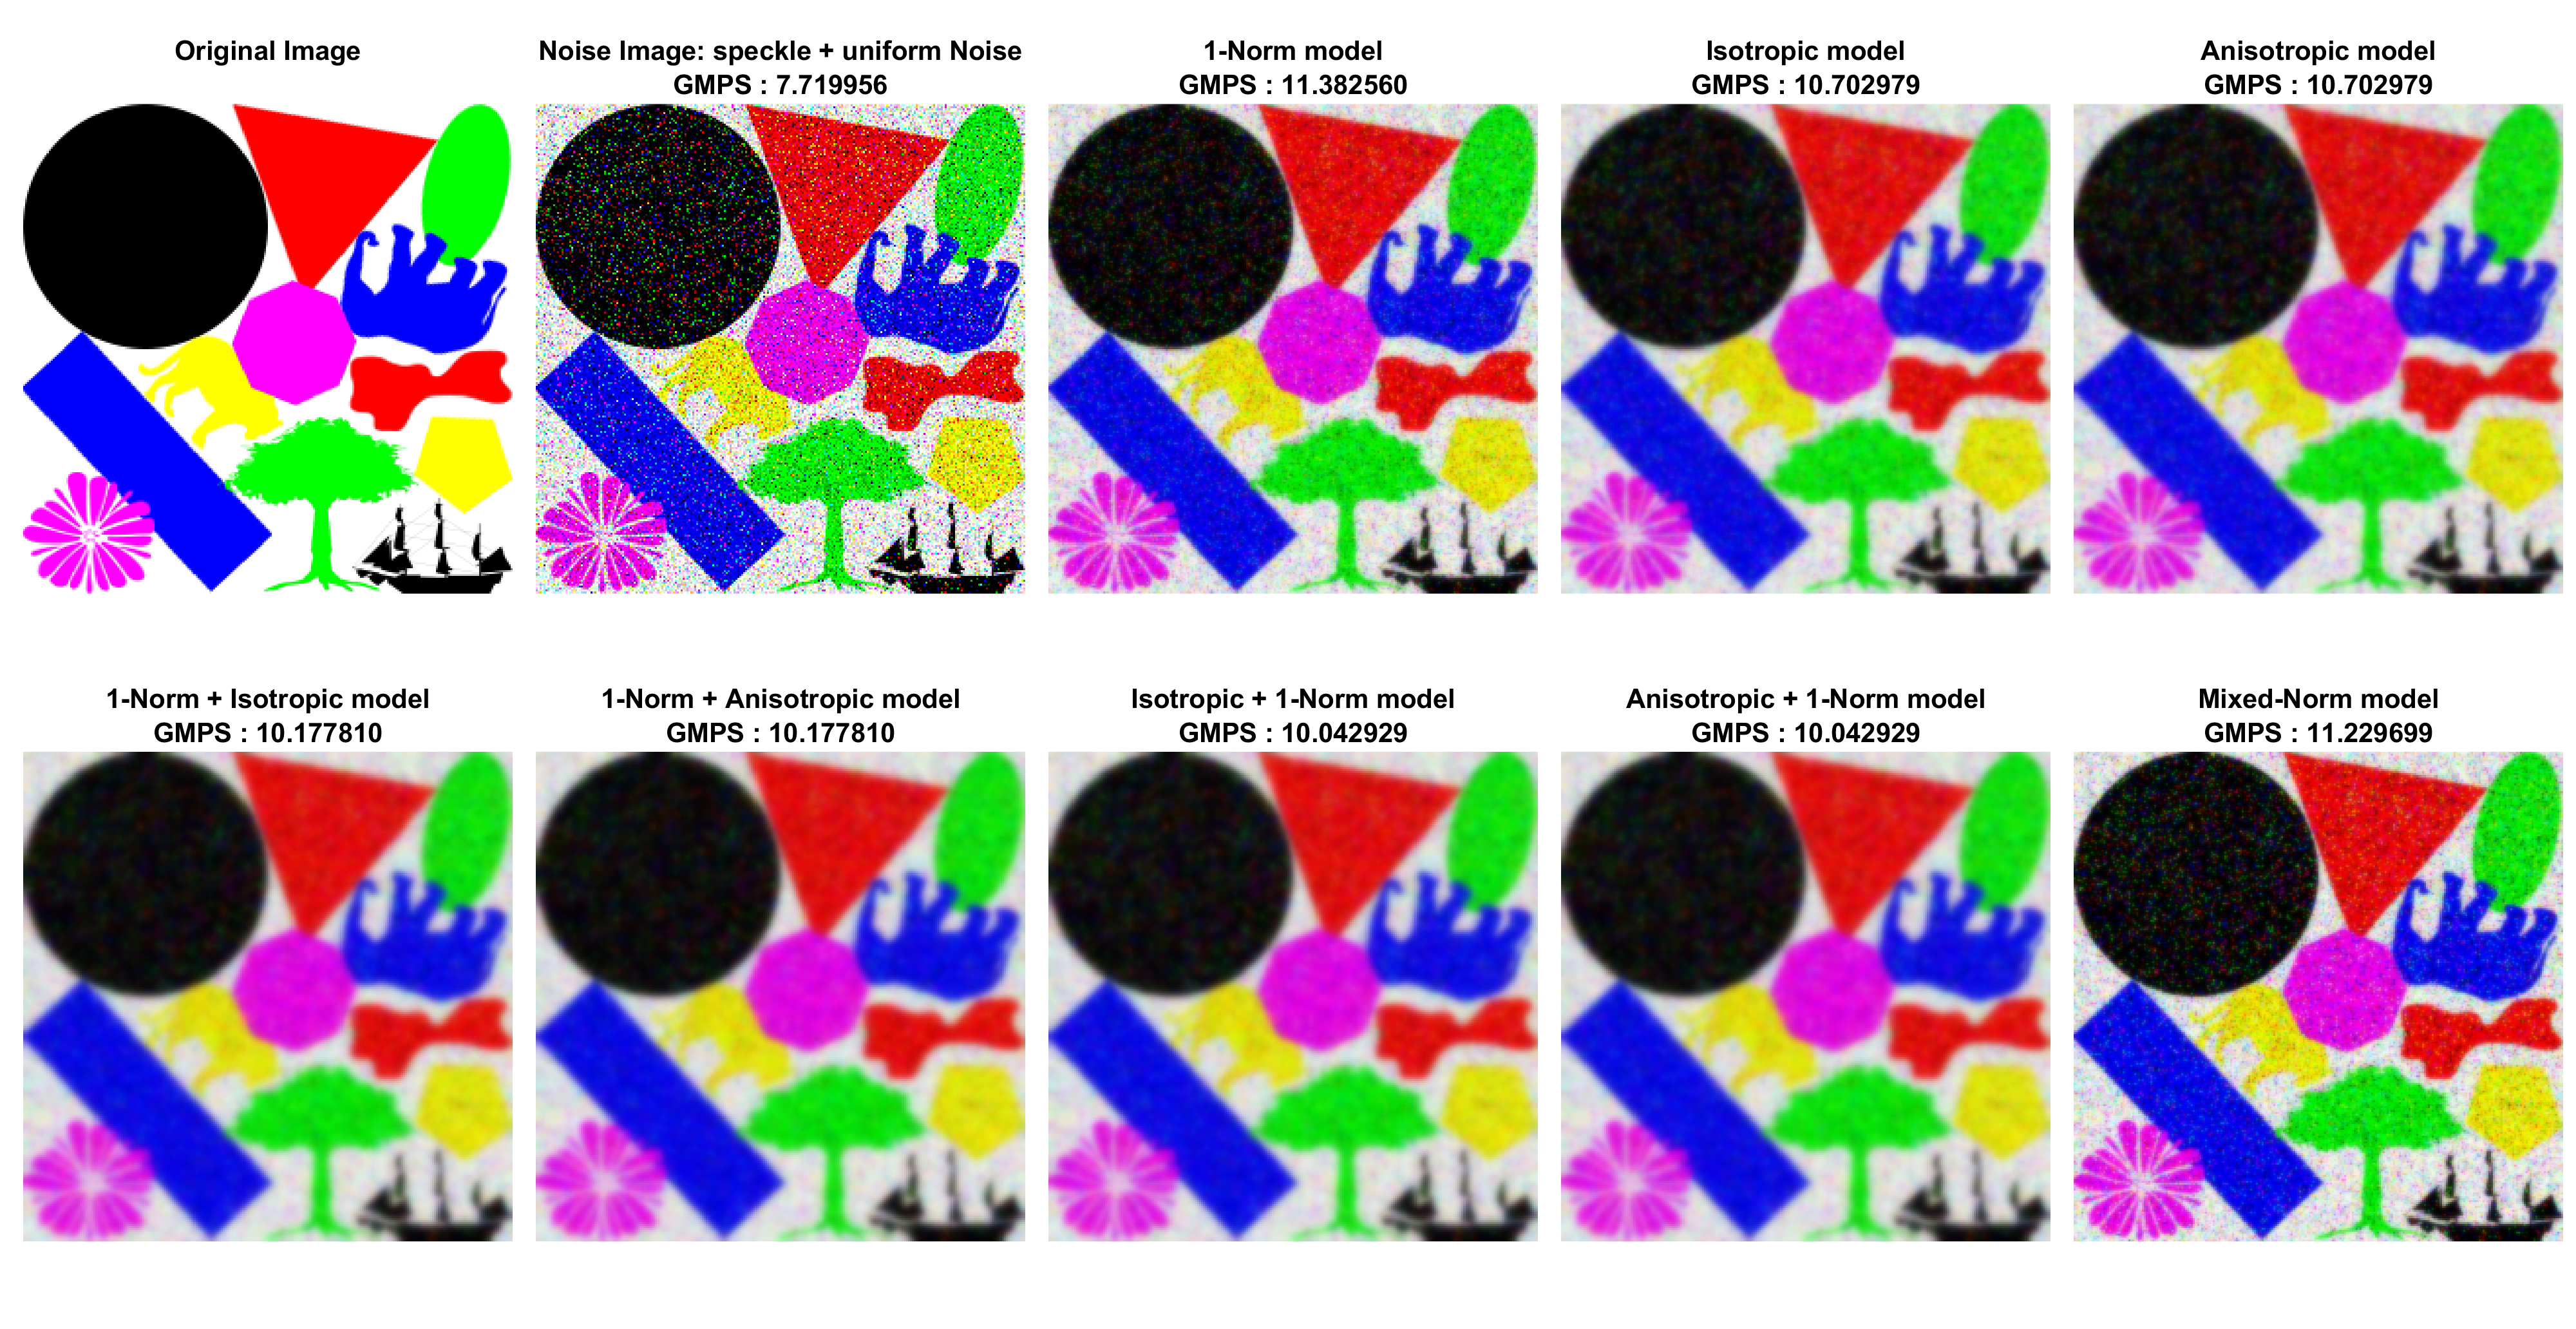 Original Image
Noise Image: speckle + uniform Noise
GMPS : 7.719956
1-Norm model
GMPS : 11.382560
Isotropic model
GMPS : 10.702979
Anisotropic model
GMPS : 10.702979
1-Norm + Isotropic model
GMPS : 10.177810
1-Norm + Anisotropic model
GMPS : 10.177810
Isotropic + 1-Norm model
GMPS : 10.042929
Anisotropic + 1-Norm model
GMPS : 10.042929
Mixed-Norm model
GMPS : 11.229699